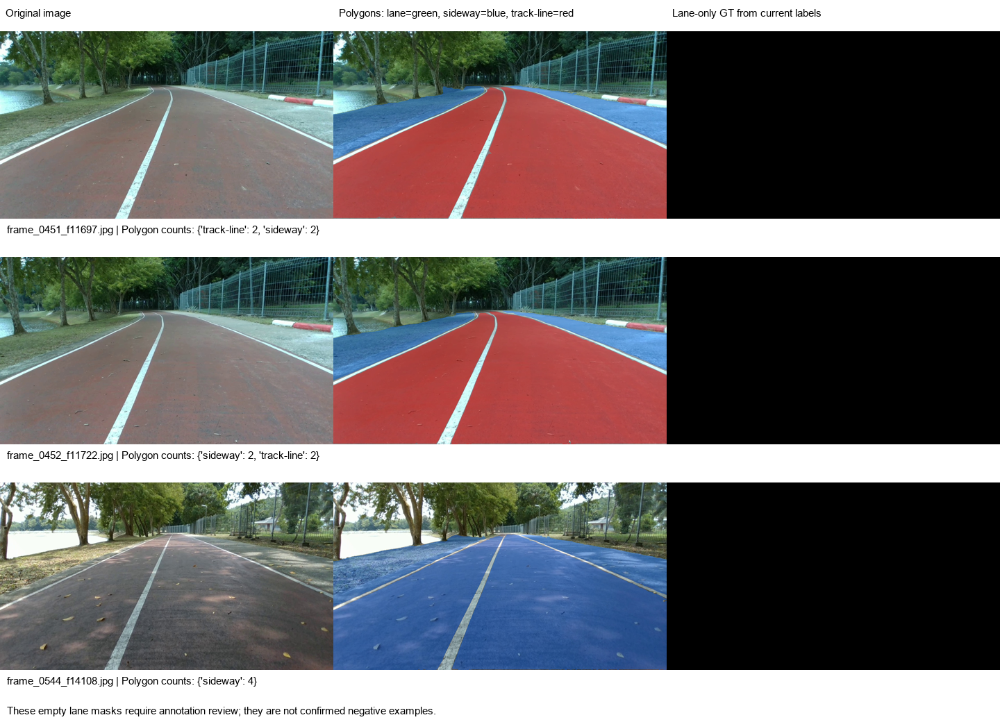 Original image
Polygons: lane=green, sideway=blue, track-line=red
Lane-only GT from current labels
frame_0451_f11697.jpg | Polygon counts: {'track-line': 2, 'sideway': 2}
frame_0452_f11722.jpg | Polygon counts: {'sideway': 2, 'track-line': 2}
frame_0544_f14108.jpg | Polygon counts: {'sideway': 4}
These empty lane masks require annotation review; they are not confirmed negative examples.